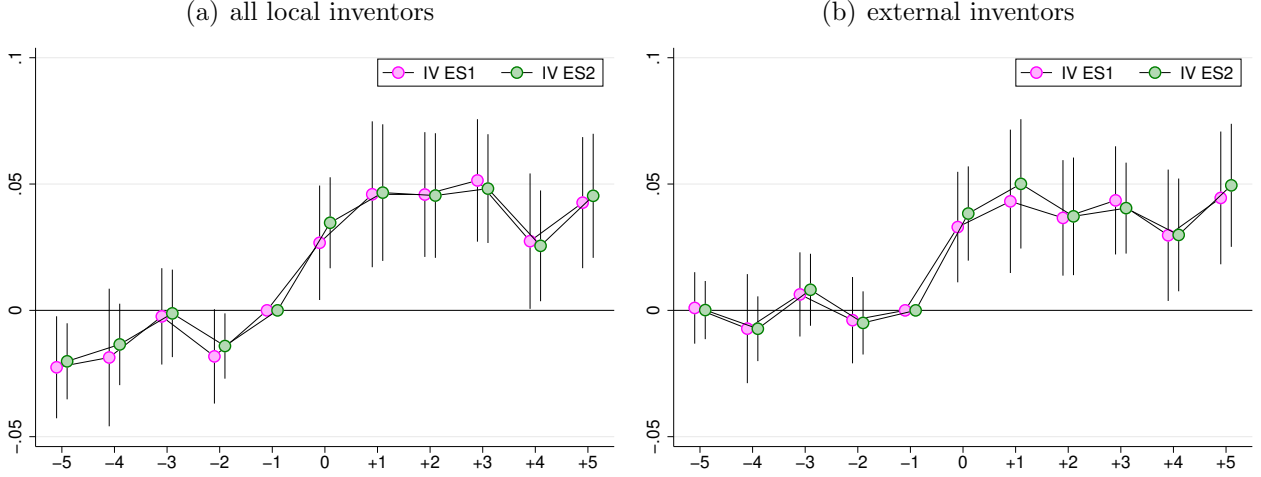 (a) all local inventors
IV ES1 IV ES2
.1
.05
0
−.05
−5 −4 −3 −2 −1 0 +1 +2 +3 +4 +5
(b) external inventors
IV ES1 IV ES2
.1
.05
0
−.05
−5 −4 −3 −2 −1 0 +1 +2 +3 +4 +5